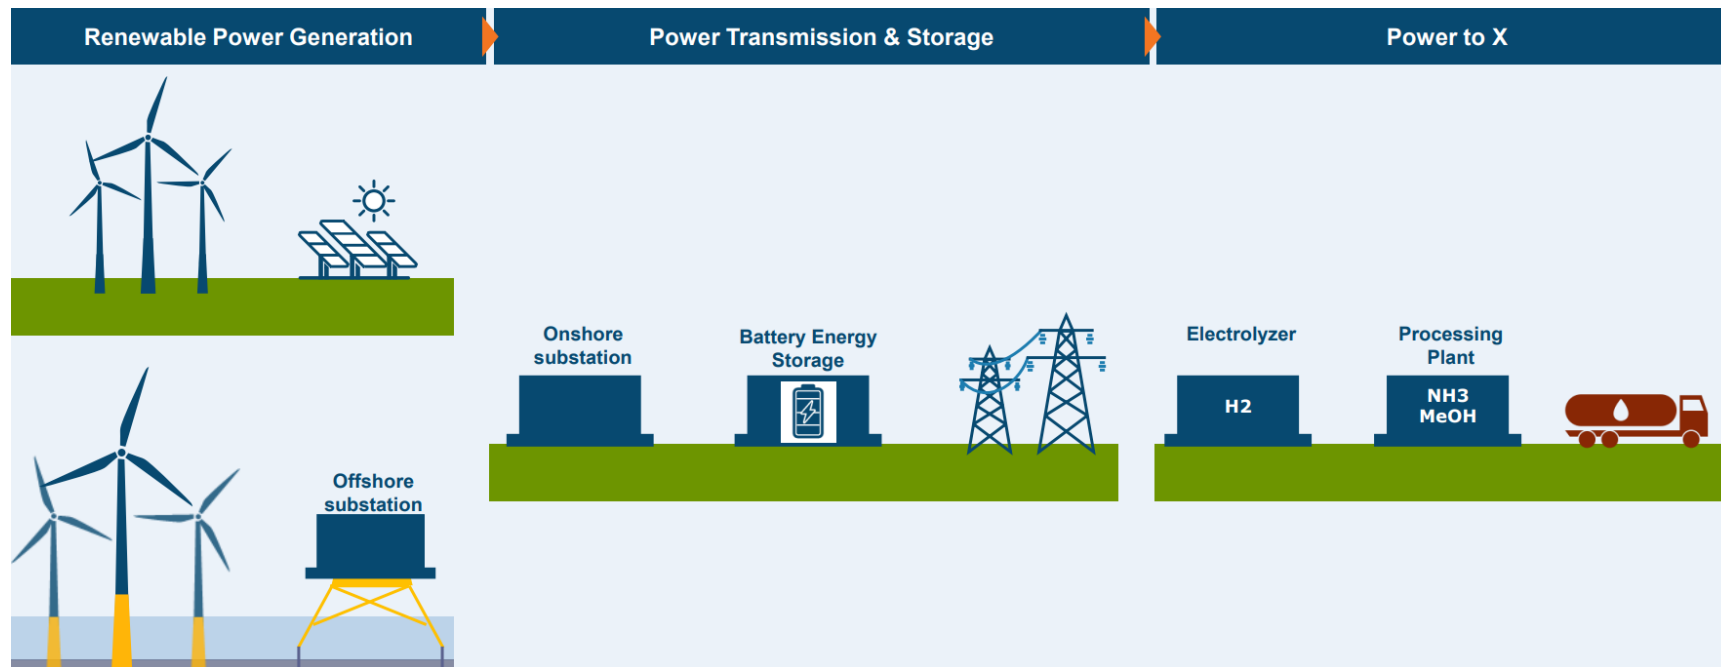 Renewable Power Generation
Power Transmission & Storage
Power to X
Onshore
substation
Battery Energy
Storage
Electrolyzer
H2
Processing
Plant
NH3
MeOH
Offshore
substation